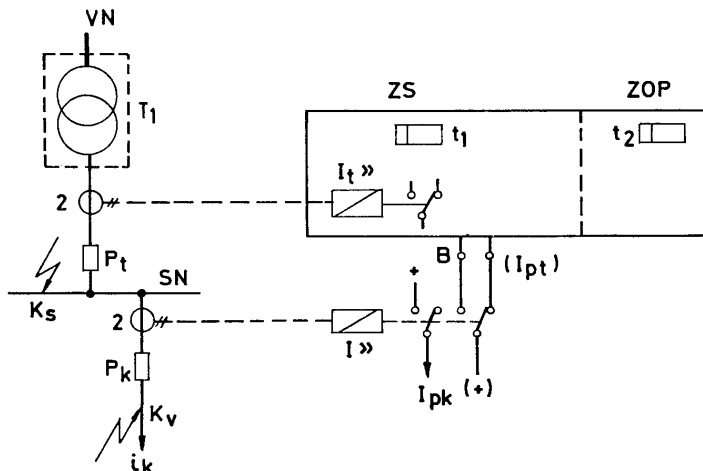 VN
T1
ZS
ZOP
t1
t2
It »
2
Pt
B
(Ipt)
SN
+
Ks
2
I »
Pk
Ipk
(+)
Kv
ik